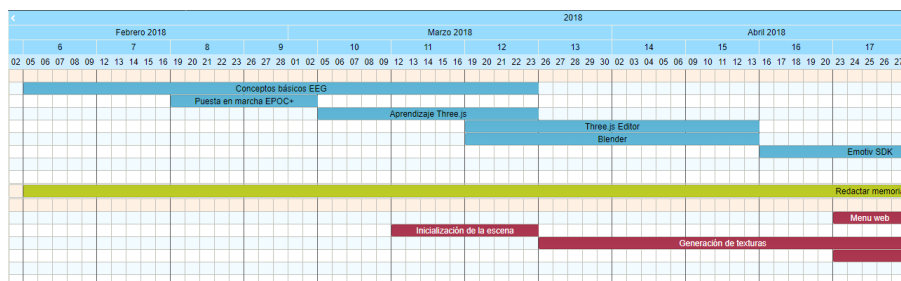 2018
Febrero 2018 Marzo 2018 Abril 2018
6 7 8 9 10 11 12 13 14 15 16 17
02 05 06 07 08 09 12 13 14 15 16 19 20 21 22 23 26 27 28 01 02 05 06 07 08 09 12 13 14 15 16 19 20 21 22 23 26 27 28 29 30 02 03 04 05 06 09 10 11 12 13 16 17 18 19 20 23 24 25 26 27
Conceptos básicos EEG
Puesta en marcha EPOC+
Aprendizaje Three.js
Three.js Editor
Blender
Emotiv SDK
Redactar memoria
Menu web
Inicialización de la escena
Generación de texturas